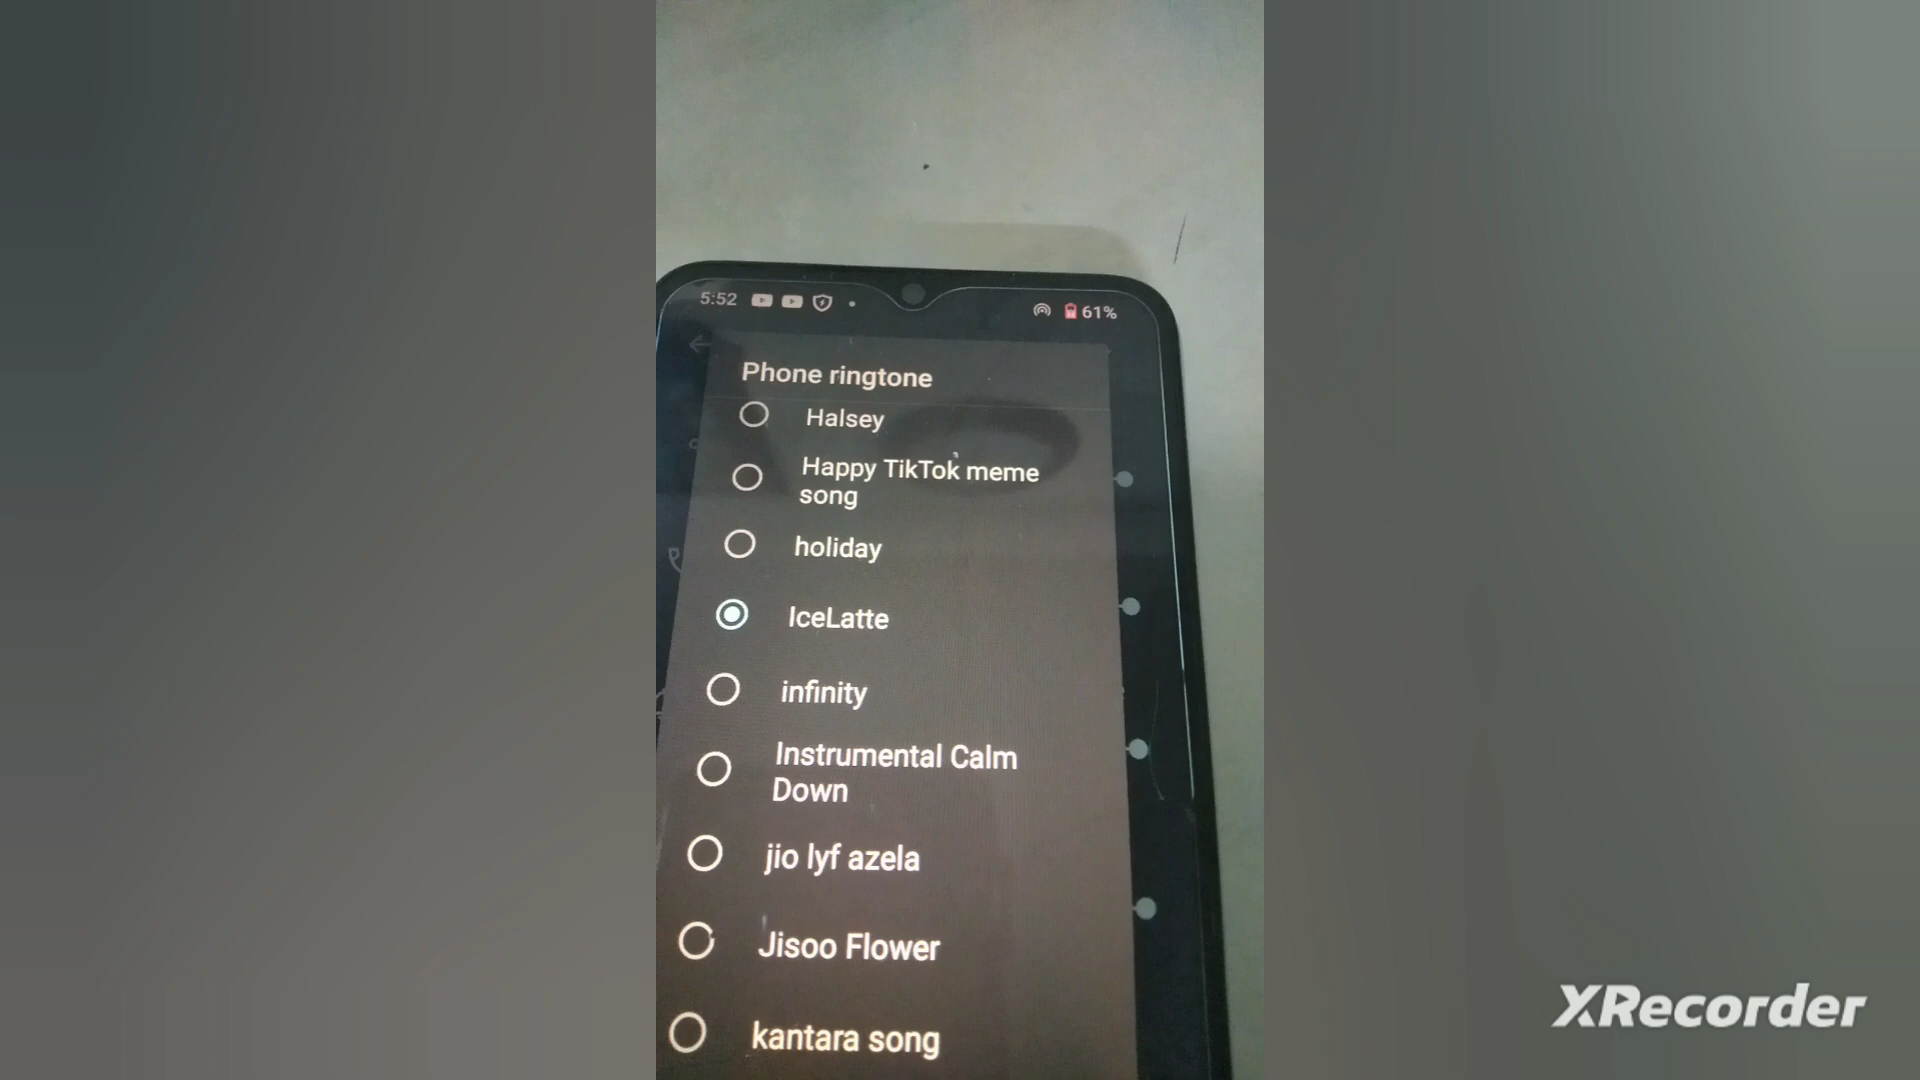 5:52
61%
Phone ringtone
Halsey
Happy TikTok meme
song
holiday
IceLatte
infinity
Instrumental Calm
Down
jio lyf azela
Jisoo Flower
kantara song
XRecorder